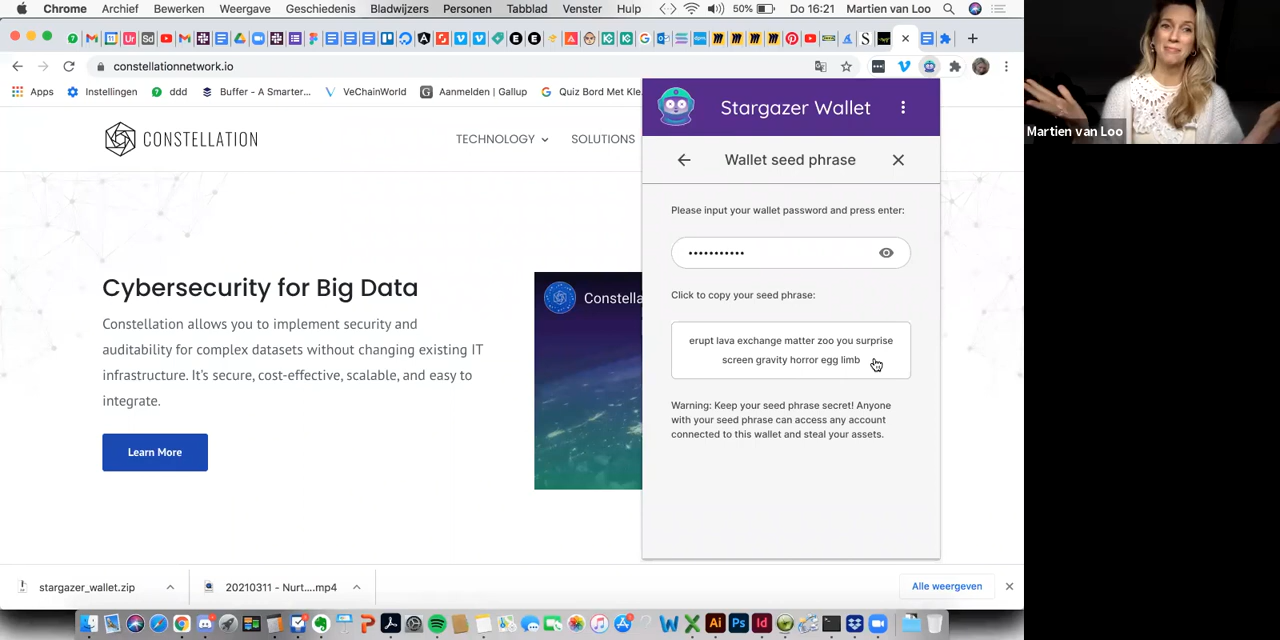 Chrome Archief Bewerken Weergave Geschiedenis Bladwijzers Personen Tabblad Venster Hulp 50% Do 16:21 Martien van Loo
constellationnetwork.io
Apps Instellingen ddd Buffer - A Smarter... VeChainWorld Aanmelden | Gallup Quiz Bord Met Kle...
Martien van Loo
Stargazer Wallet
CONSTELLATION
TECHNOLOGY SOLUTIONS
Wallet seed phrase
Please input your wallet password and press enter:
•••••••••••
Click to copy your seed phrase:
erupt lava exchange matter zoo you surprise
screen gravity horror egg limb
Warning: Keep your seed phrase secret! Anyone
with your seed phrase can access any account
connected to this wallet and steal your assets.
Cybersecurity for Big Data
Constellation allows you to implement security and
auditability for complex datasets without changing existing IT
infrastructure. It's secure, cost-effective, scalable, and easy to
integrate.
Learn More
Constella
stargazer_wallet.zip
20210311 - Nurt....mp4
Alle weergeven